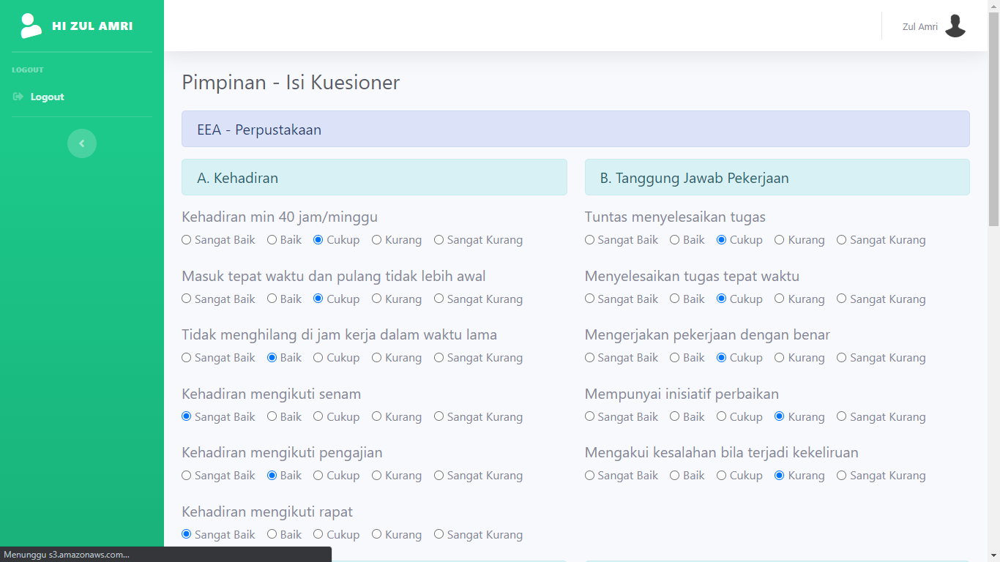 HI ZUL AMRI
LOGOUT
Logout
Zul Amri
Pimpinan - Isi Kuesioner
EEA - Perpustakaan
A. Kehadiran
Kehadiran min 40 jam/minggu
Sangat Baik Baik Cukup Kurang Sangat Kurang
Masuk tepat waktu dan pulang tidak lebih awal
Sangat Baik Baik Cukup Kurang Sangat Kurang
Tidak menghilang di jam kerja dalam waktu lama
Sangat Baik Baik Cukup Kurang Sangat Kurang
Kehadiran mengikuti senam
Sangat Baik Baik Cukup Kurang Sangat Kurang
Kehadiran mengikuti pengajian
Sangat Baik Baik Cukup Kurang Sangat Kurang
Kehadiran mengikuti rapat
Sangat Baik Baik Cukup Kurang Sangat Kurang
B. Tanggung Jawab Pekerjaan
Tuntas menyelesaikan tugas
Sangat Baik Baik Cukup Kurang Sangat Kurang
Menyelesaikan tugas tepat waktu
Sangat Baik Baik Cukup Kurang Sangat Kurang
Mengerjakan pekerjaan dengan benar
Sangat Baik Baik Cukup Kurang Sangat Kurang
Mempunyai inisiatif perbaikan
Sangat Baik Baik Cukup Kurang Sangat Kurang
Mengakui kesalahan bila terjadi kekeliruan
Sangat Baik Baik Cukup Kurang Sangat Kurang
Menunggu s3.amazonaws.com...